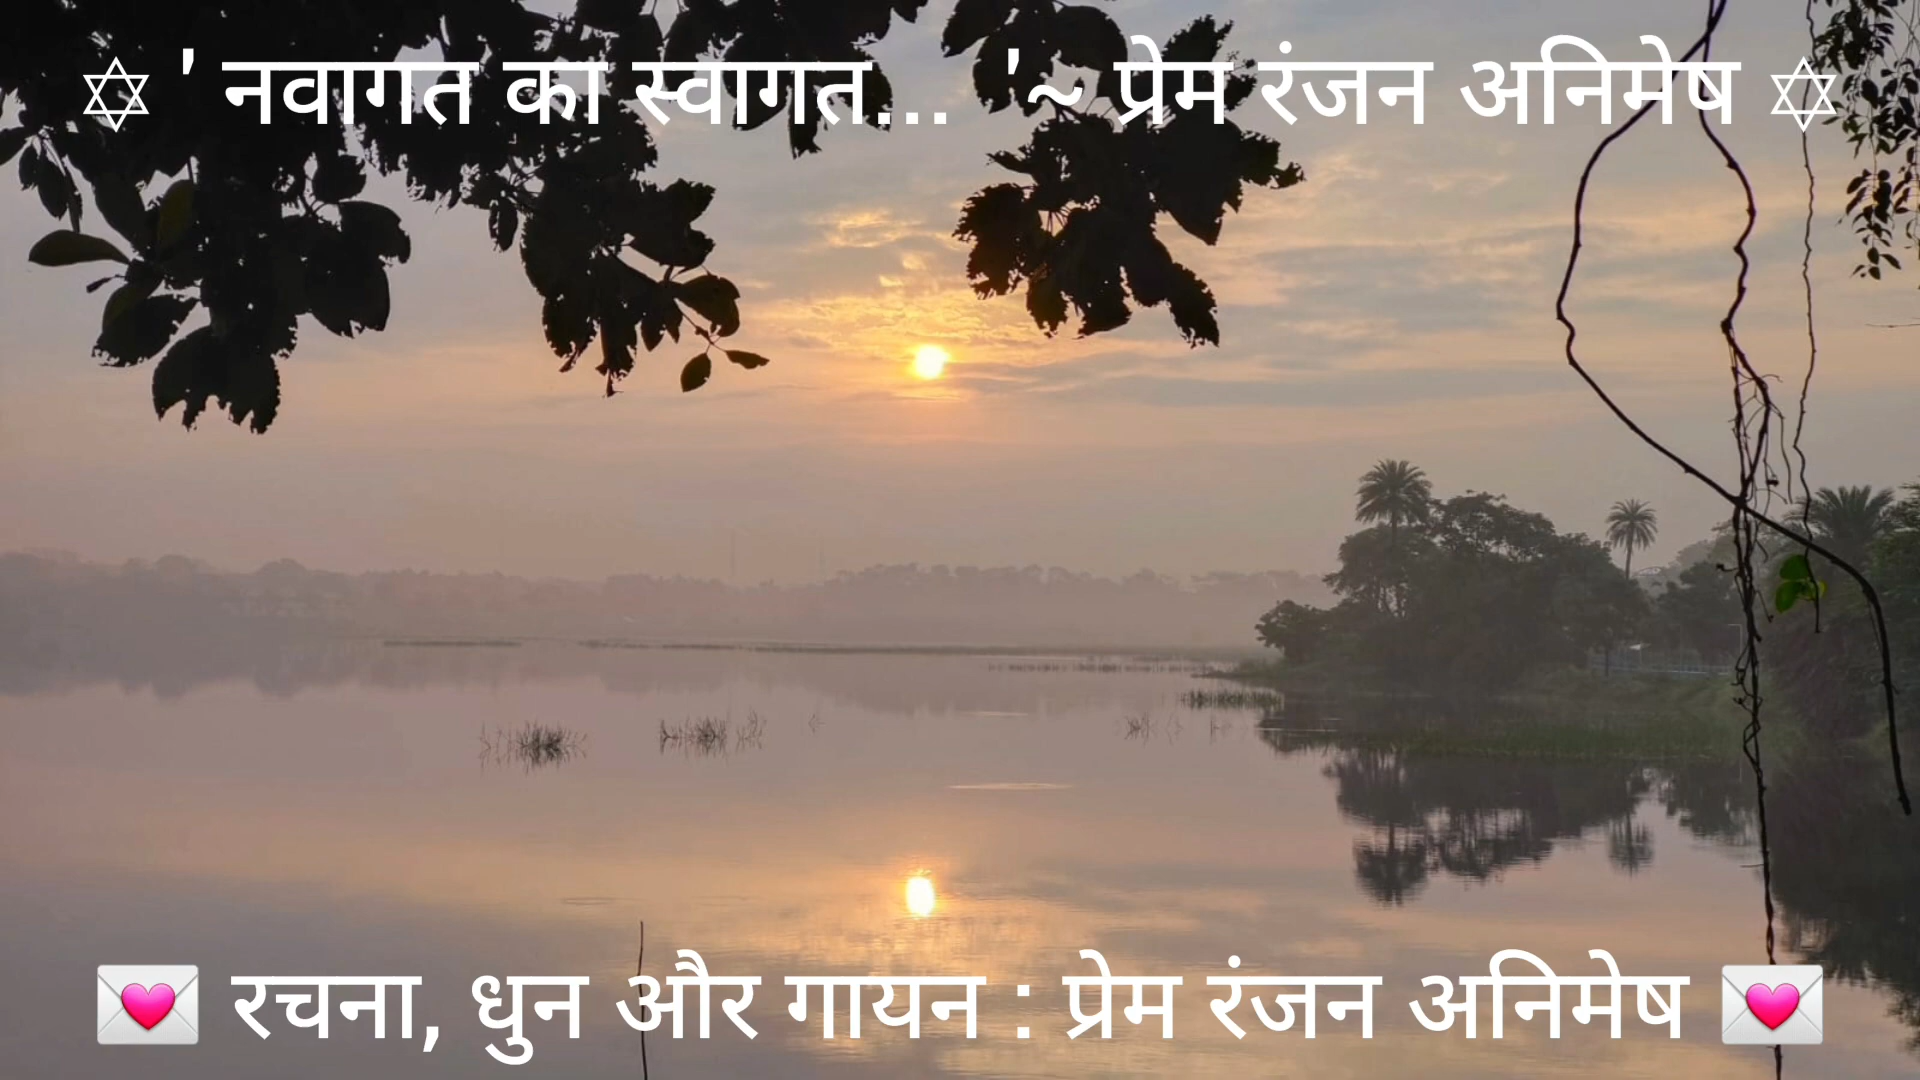 ✡ ' नवागत का स्वागत... ' ~ प्रेम रंजन अनिमेष ✡
💌 रचना, धुन और गायन : प्रेम रंजन अनिमेष 💌